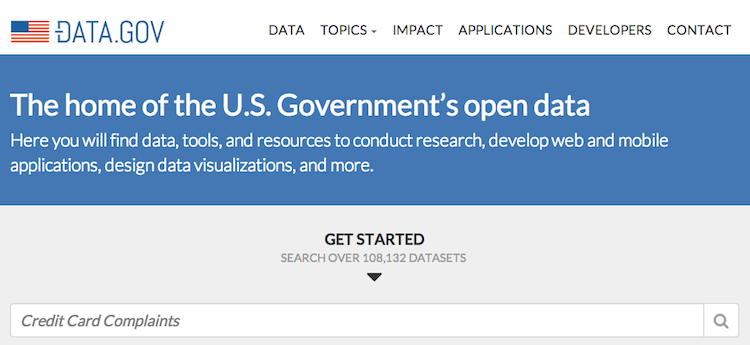 DATA.GOV
DATA TOPICS IMPACT APPLICATIONS DEVELOPERS CONTACT
The home of the U.S. Government's open data
Here you will find data, tools, and resources to conduct research, develop web and mobile
applications, design data visualizations, and more.
GET STARTED
SEARCH OVER 108,132 DATASETS
Credit Card Complaints